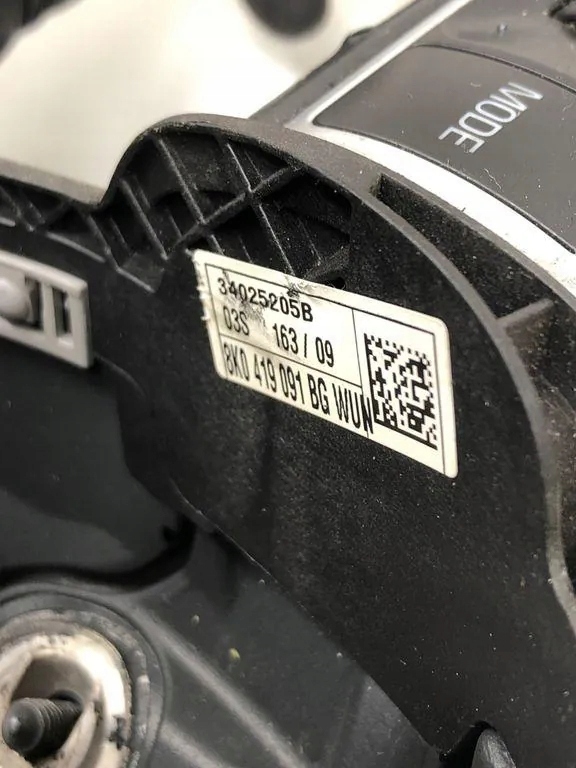 MODE
34025205B
03S 163 / 09
8K0 419 091 BG WUN